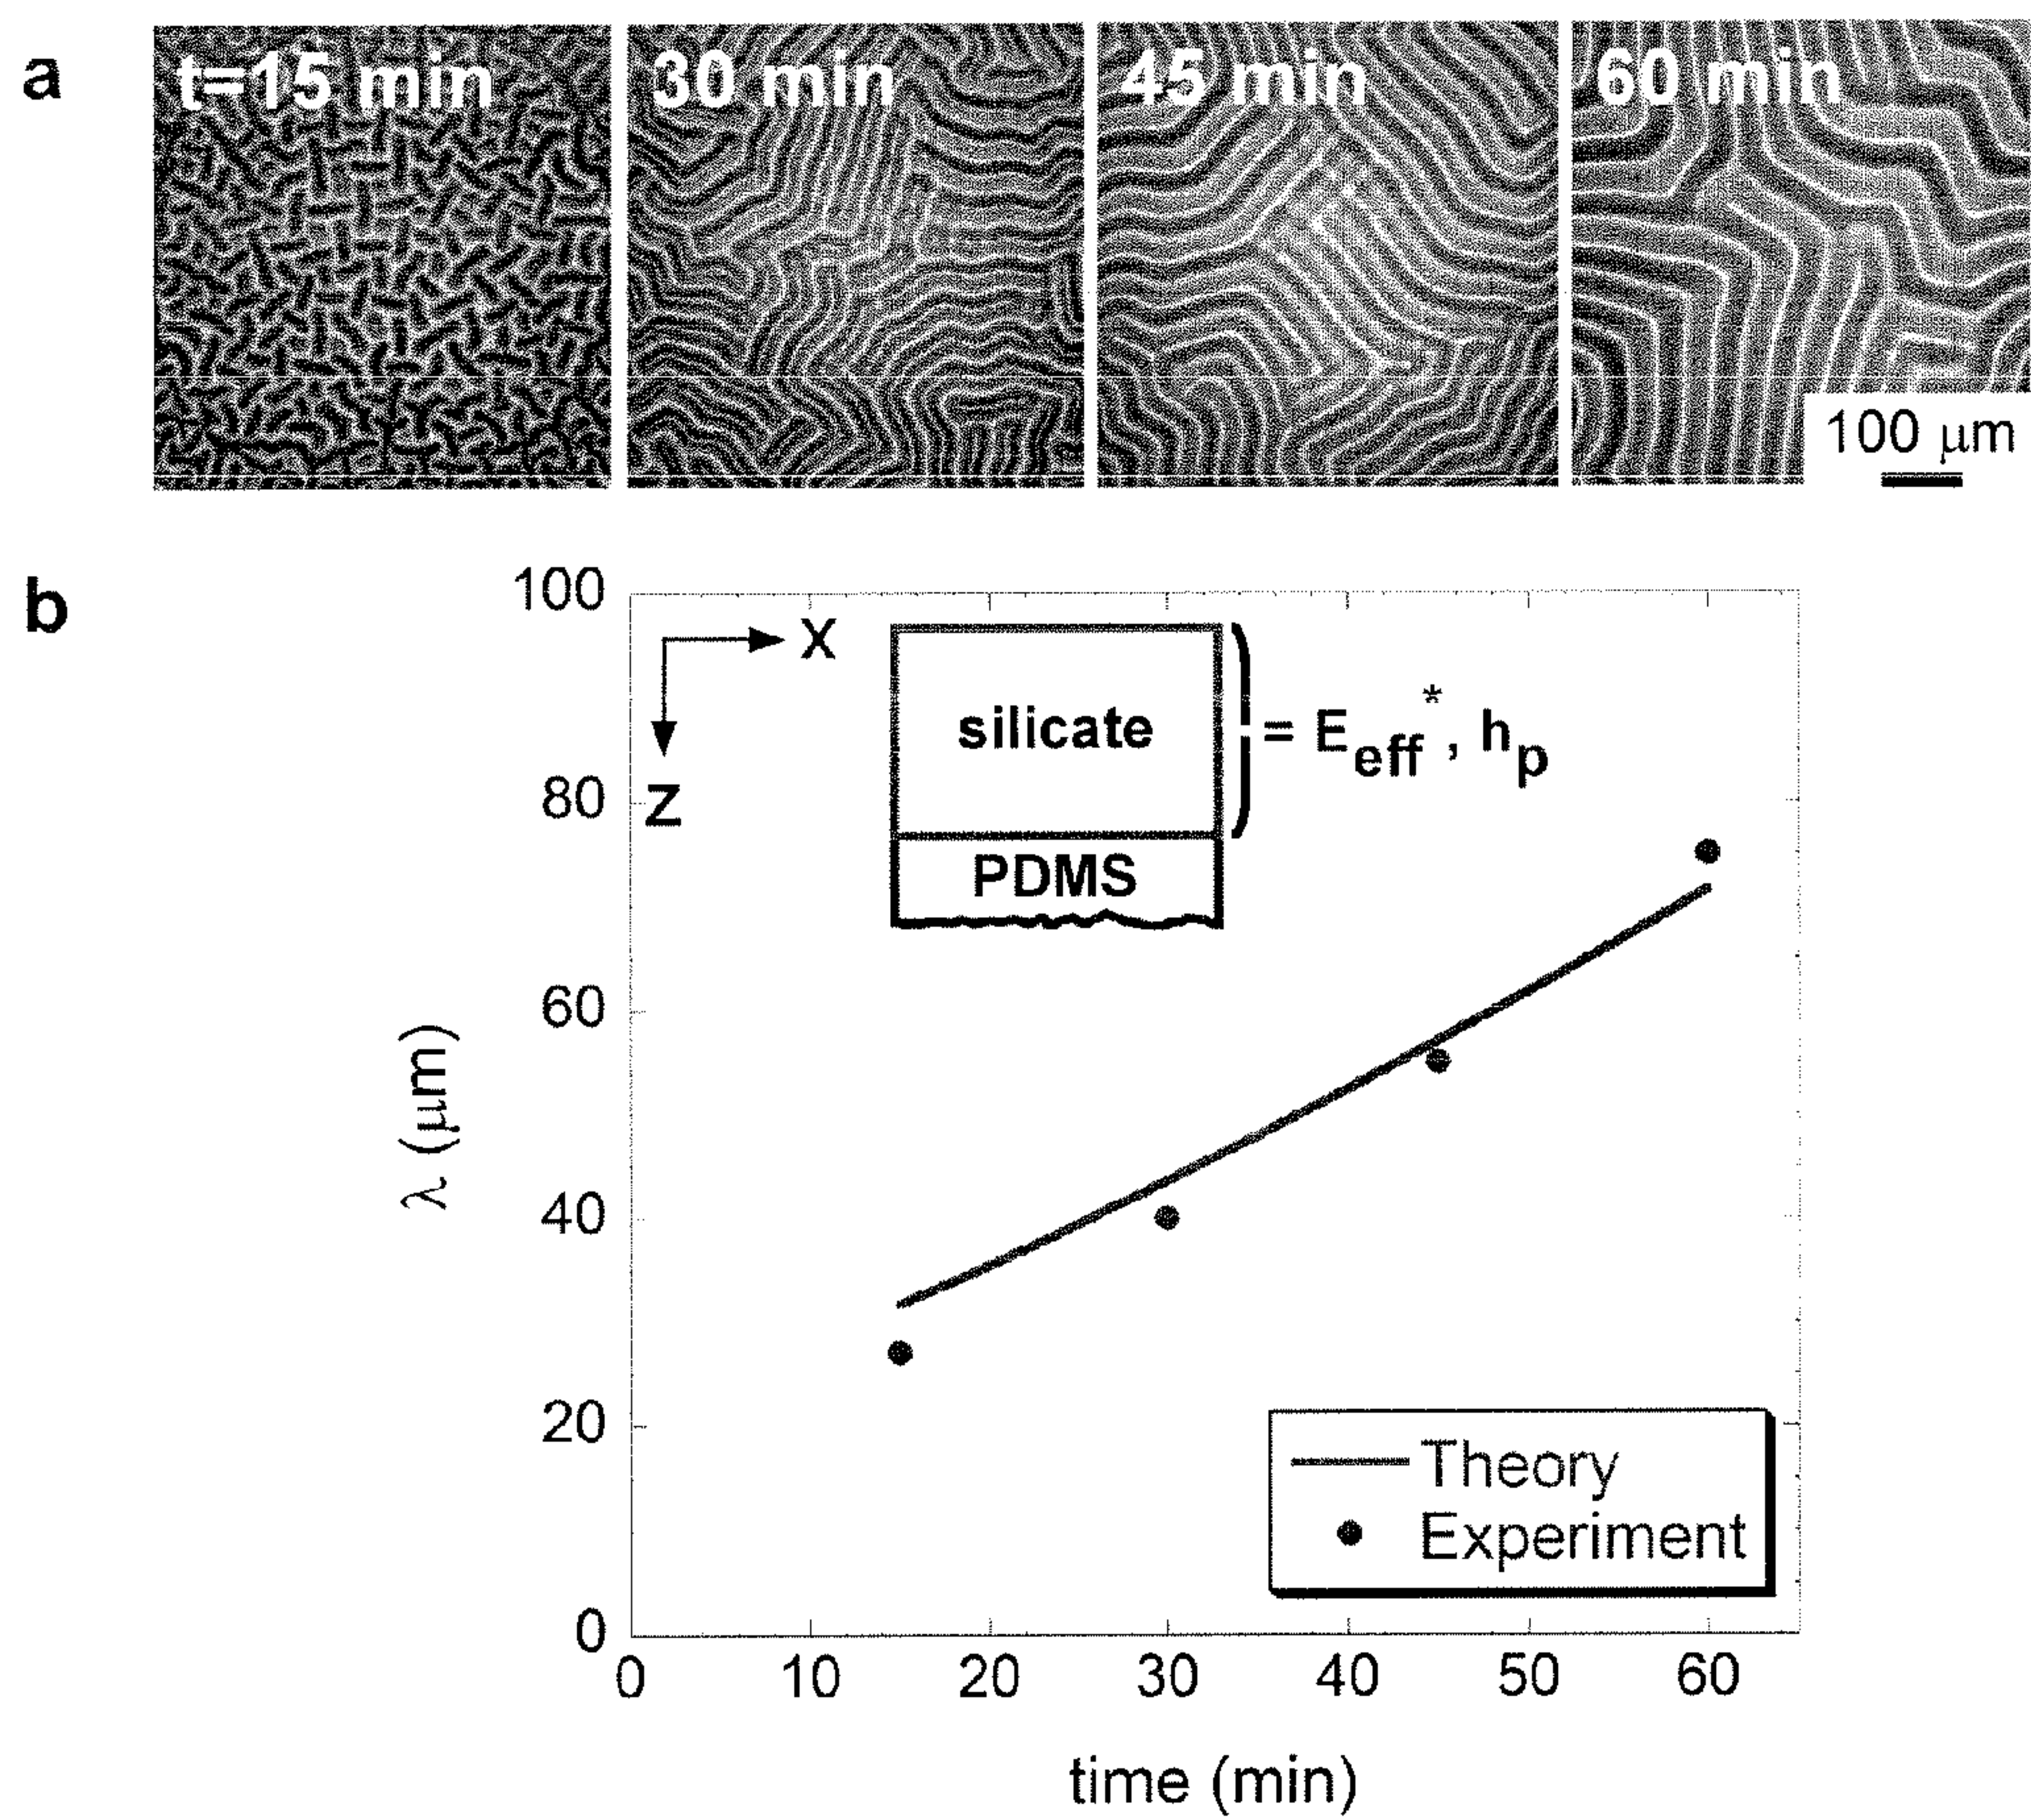 a
t=15 min
30 min
45 min
60 min
100 μm
b
100
80
60
40
20
0
λ (μm)
X
Z
silicate
PDMS
= E_eff*, h_p
Theory
Experiment
0 10 20 30 40 50 60
time (min)